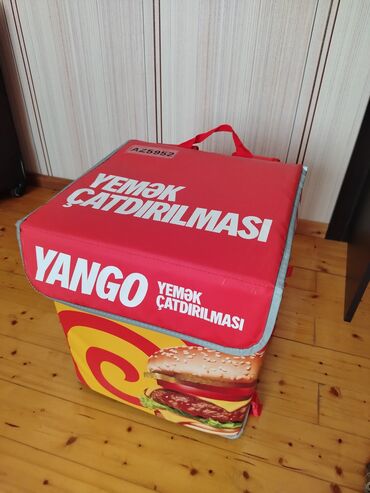 AZ5952
YEMƏK
ÇATDIRILMASI
YANGO
YEMƏK
ÇATDIRILMASI